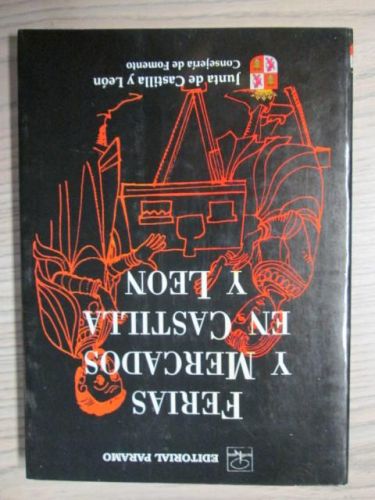 EDITORIAL PARAMO
FERIAS
Y MERCADOS
EN CASTILLA
Y LEON
Junta de Castilla y León
Consejería de Fomento